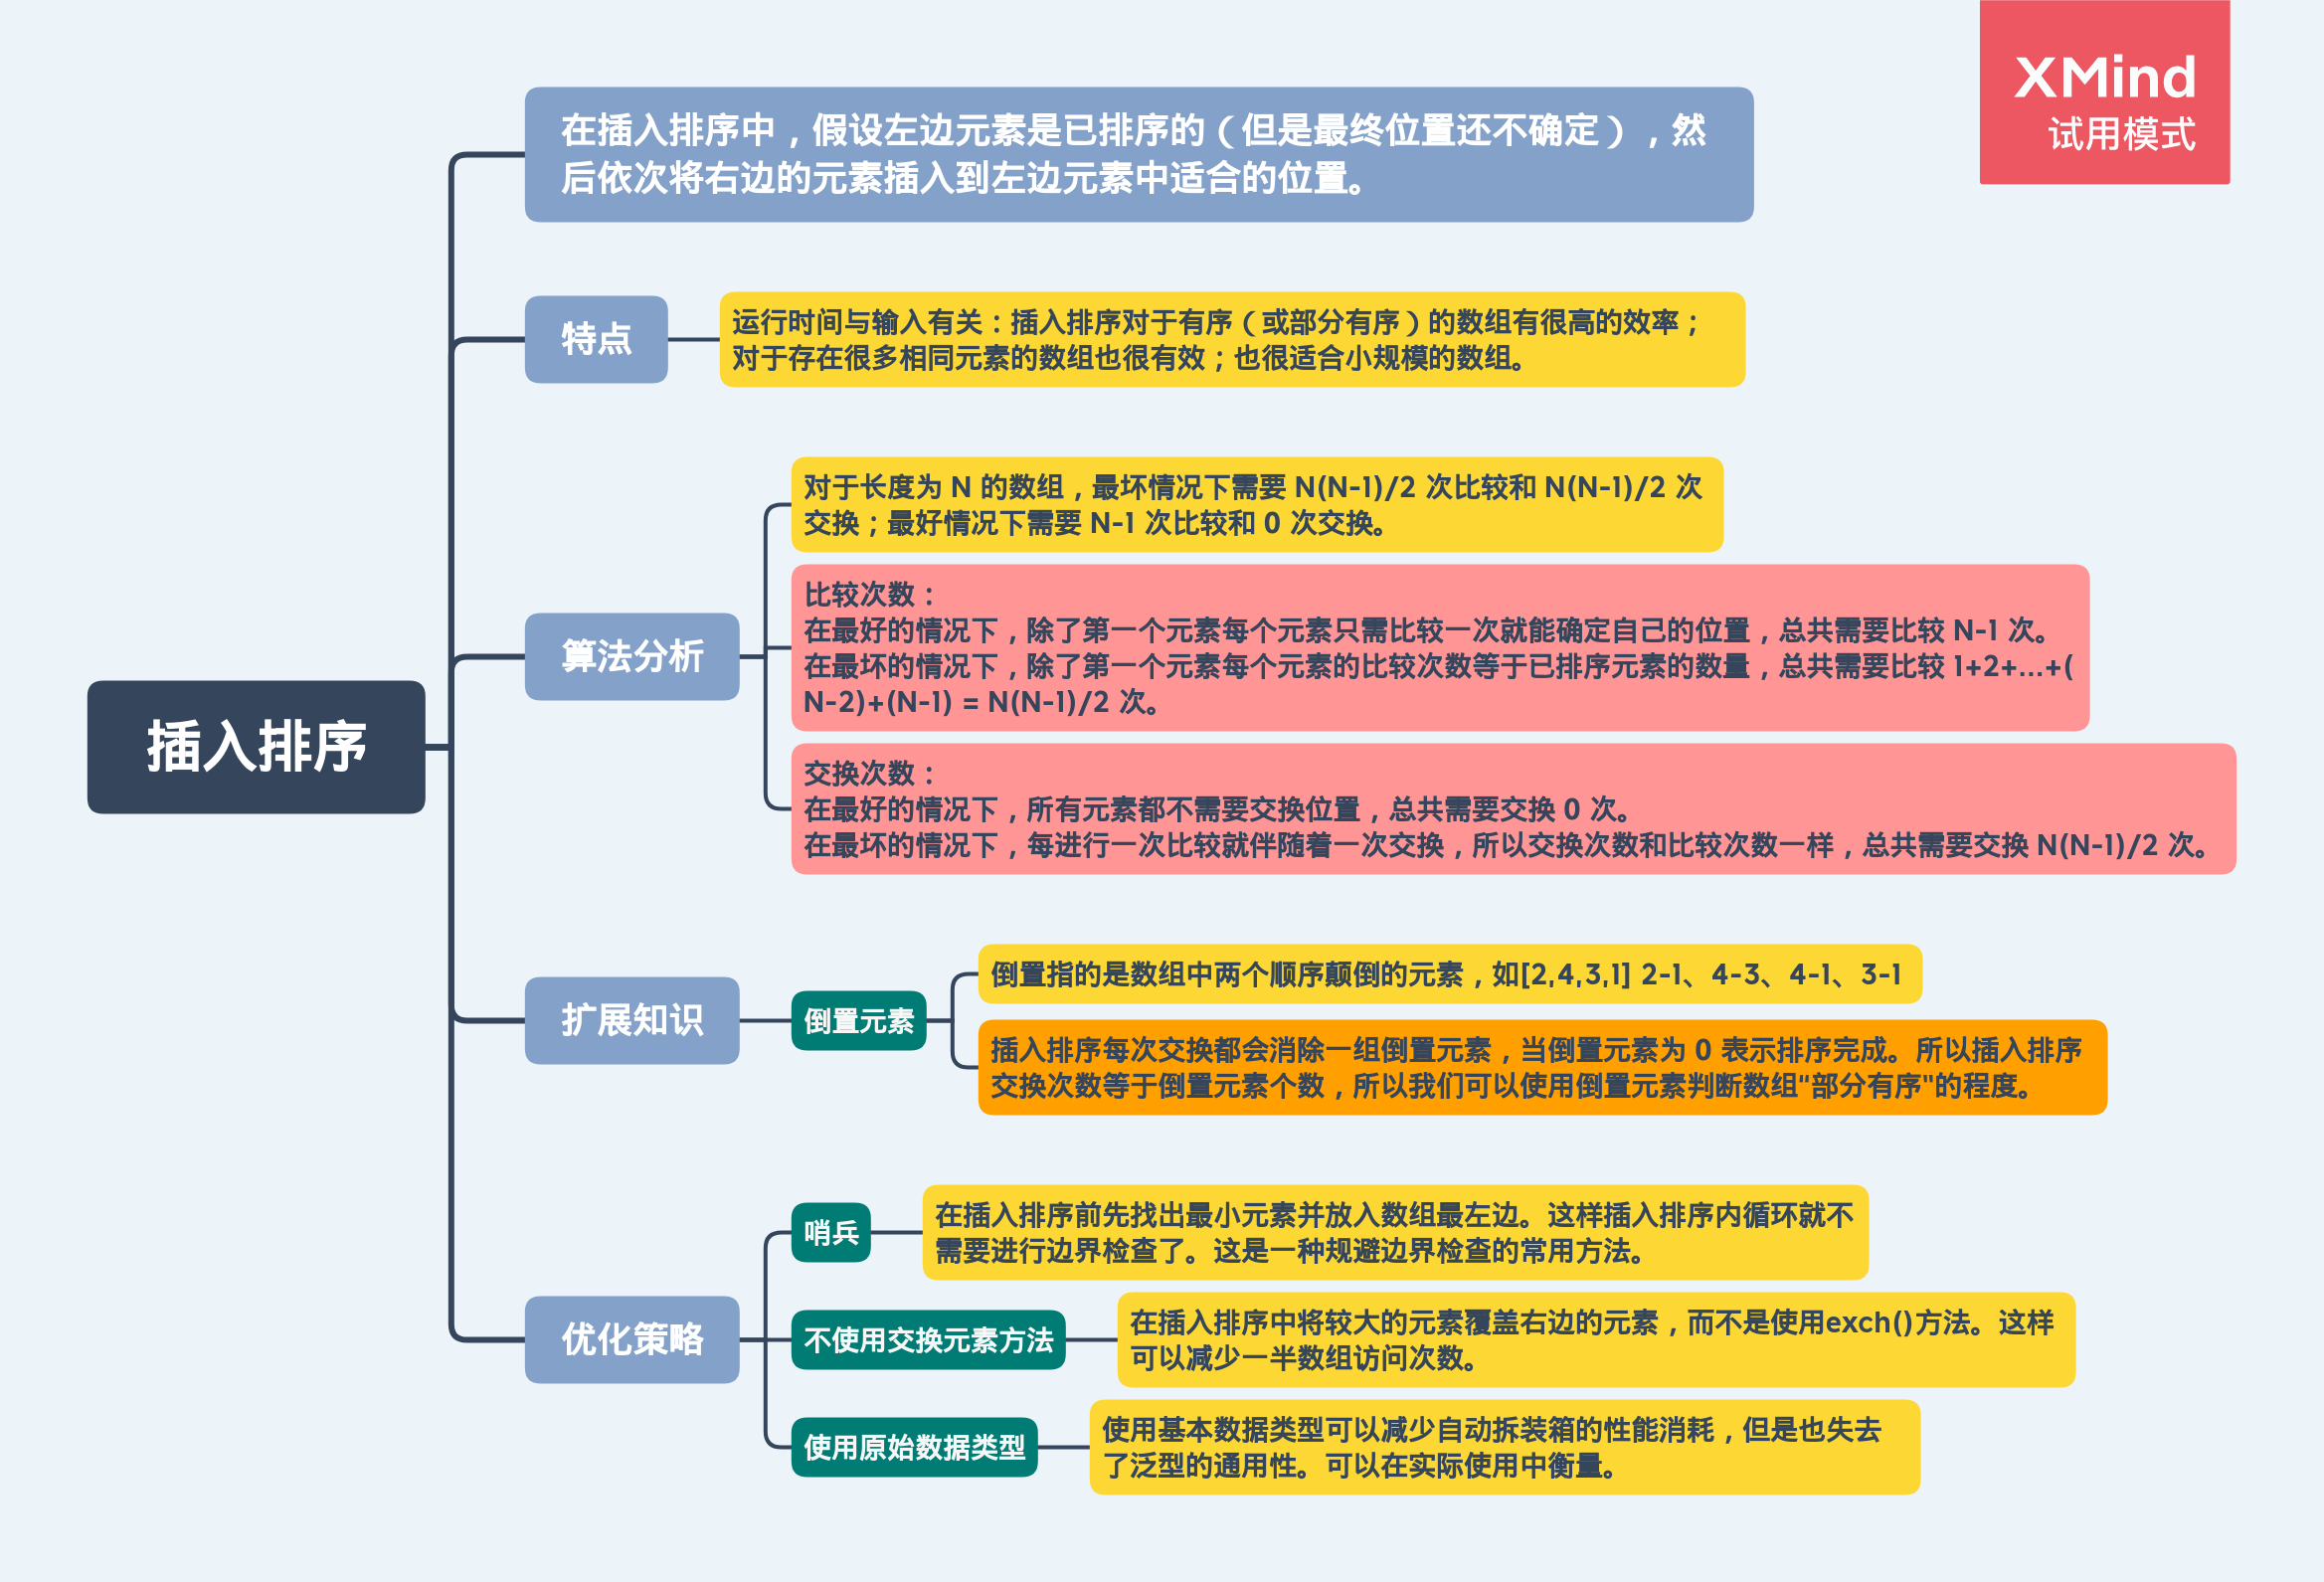 XMind
试用模式
在插入排序中，假设左边元素是已排序的（但是最终位置还不确定），然
后依次将右边的元素插入到左边元素中适合的位置。
特点
运行时间与输入有关：插入排序对于有序（或部分有序）的数组有很高的效率；
对于存在很多相同元素的数组也很有效；也很适合小规模的数组。
算法分析
对于长度为 N 的数组，最坏情况下需要 N(N-1)/2 次比较和 N(N-1)/2 次
交换；最好情况下需要 N-1 次比较和 0 次交换。
比较次数：
在最好的情况下，除了第一个元素每个元素只需比较一次就能确定自己的位置，总共需要比较 N-1 次。
在最坏的情况下，除了第一个元素每个元素的比较次数等于已排序元素的数量，总共需要比较 1+2+...+(
N-2)+(N-1) = N(N-1)/2 次。
插入排序
交换次数：
在最好的情况下，所有元素都不需要交换位置，总共需要交换 0 次。
在最坏的情况下，每进行一次比较就伴随着一次交换，所以交换次数和比较次数一样，总共需要交换 N(N-1)/2 次。
扩展知识
倒置元素
倒置指的是数组中两个顺序颠倒的元素，如[2,4,3,1] 2-1、4-3、4-1、3-1
插入排序每次交换都会消除一组倒置元素，当倒置元素为 0 表示排序完成。所以插入排序
交换次数等于倒置元素个数，所以我们可以使用倒置元素判断数组"部分有序"的程度。
优化策略
哨兵
在插入排序前先找出最小元素并放入数组最左边。这样插入排序内循环就不
需要进行边界检查了。这是一种规避边界检查的常用方法。
不使用交换元素方法
在插入排序中将较大的元素覆盖右边的元素，而不是使用exch()方法。这样
可以减少一半数组访问次数。
使用原始数据类型
使用基本数据类型可以减少自动拆装箱的性能消耗，但是也失去
了泛型的通用性。可以在实际使用中衡量。